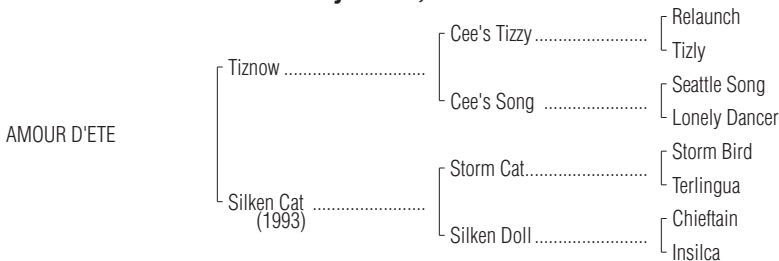 Relaunch
Cee's Tizzy
Tizly
Tiznow
Seattle Song
Cee's Song
Lonely Dancer
AMOUR D'ETE
Storm Bird
Storm Cat
Terlingua
Silken Cat
(1993)
Chieftain
Silken Doll
Insilca